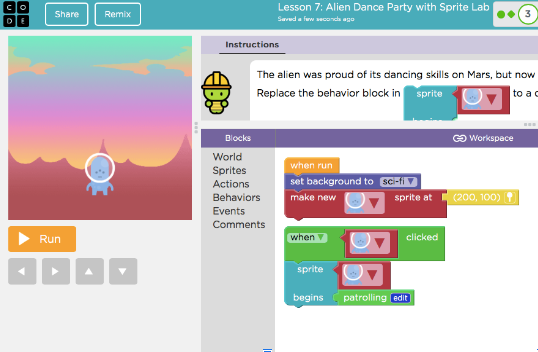 C O
D E
Share
Remix
Lesson 7: Alien Dance Party with Sprite Lab
Saved a few seconds ago
3
Instructions
The alien was proud of its dancing skills on Mars, but now
Replace the behavior block in sprite to a
Blocks
Workspace
World
Sprites
Actions
Behaviors
Events
Comments
when run
set background to sci-fi
make new sprite at (200, 100)
when clicked
sprite
begins patrolling edit
Run